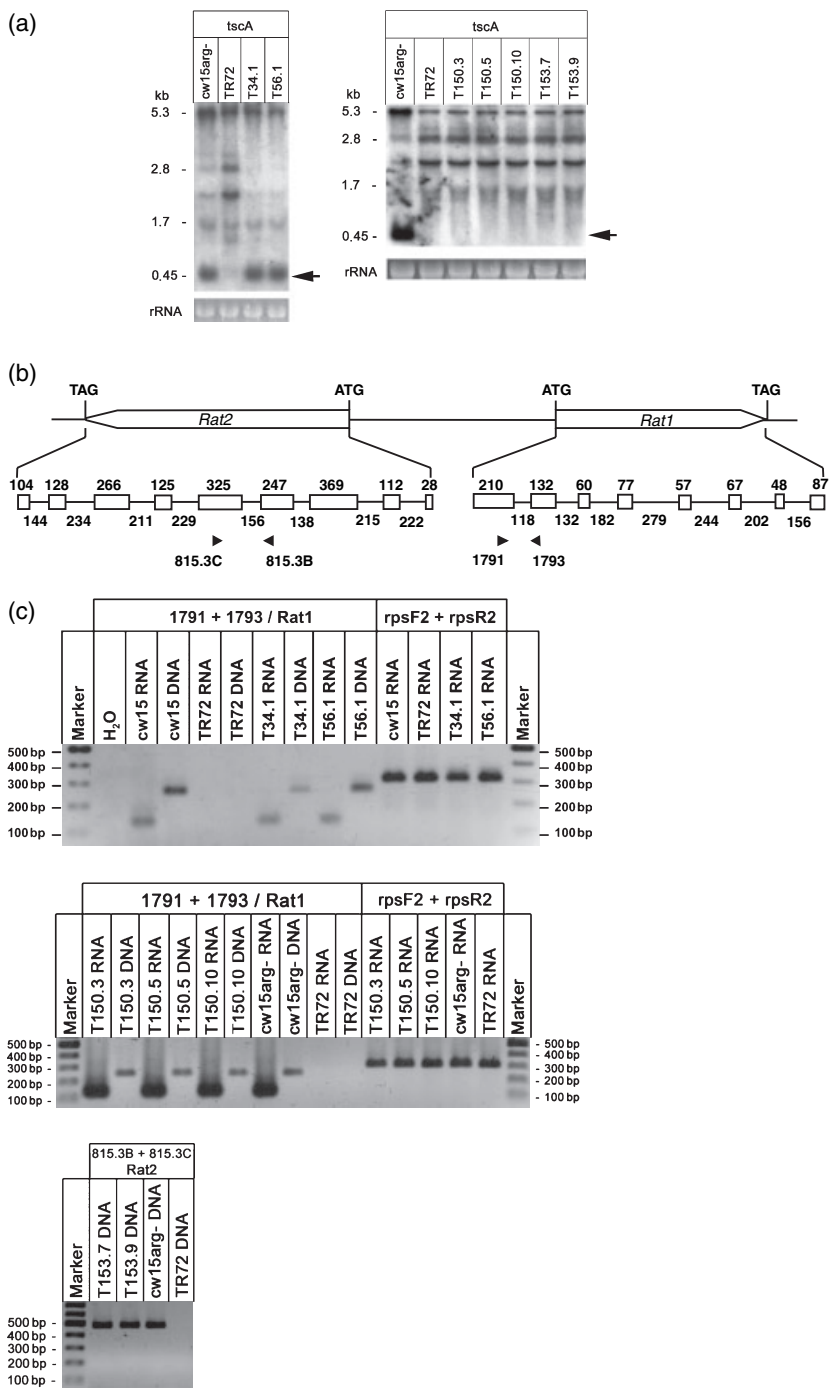 (a)
tscA
cw15arg-
TR72
T34.1
T56.1
kb
5.3 -
2.8 -
1.7 -
0,45 -
rRNA
tscA
cw15arg-
TR72
T150.3
T150.5
T150.10
T153.7
T153.9
kb
5.3 -
2.8 -
1.7 -
0,45 -
rRNA
(b)
TAG ATG ATG TAG
Rat2 Rat1
104 128 266 125 325 247 369 112 28
144 234 211 229 156 138 215 222
815.3C 815.3B
210 132 60 77 57 67 48 87
118 132 182 279 244 202 156
1791 1793
(c)
1791 + 1793 / Rat1 rpsF2 + rpsR2
Marker
H2O
cw15 RNA
cw15 DNA
TR72 RNA
TR72 DNA
T34.1 RNA
T34.1 DNA
T56.1 RNA
T56.1 DNA
cw15 RNA
TR72 RNA
T34.1 RNA
T56.1 RNA
Marker
500 bp
400 bp
300 bp
200 bp
100 bp
500 bp
400 bp
300 bp
200 bp
100 bp
1791 + 1793 / Rat1 rpsF2 + rpsR2
Marker
T150.3 RNA
T150.3 DNA
T150.5 RNA
T150.5 DNA
T150.10 RNA
T150.10 DNA
cw15arg- RNA
cw15arg- DNA
TR72 RNA
TR72 DNA
T150.3 RNA
T150.5 RNA
T150.10 RNA
cw15arg- RNA
TR72 RNA
Marker
500 bp -
400 bp -
300 bp -
200 bp -
100 bp -
- 500 bp
- 400 bp
- 300 bp
- 200 bp
- 100 bp
815.3B + 815.3C
Rat2
Marker
T153.7 DNA
T153.9 DNA
cw15arg- DNA
TR72 DNA
500 bp -
400 bp -
300 bp -
200 bp -
100 bp -